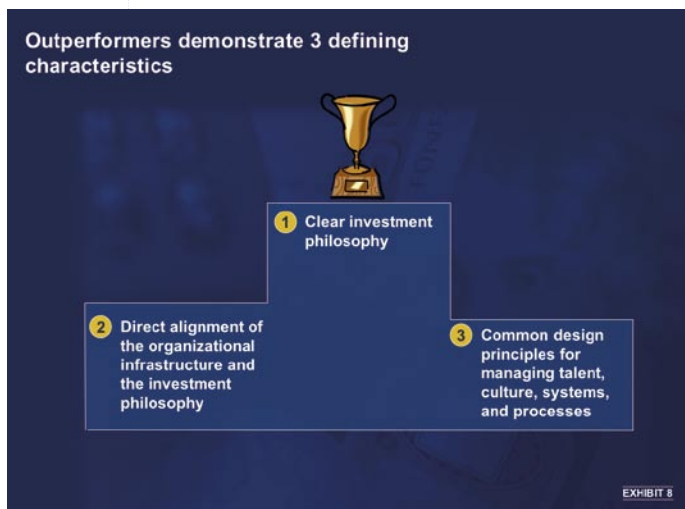 Outperformers demonstrate 3 defining
characteristics
1 Clear investment
philosophy
2 Direct alignment of
the organizational
infrastructure and
the investment
philosophy
3 Common design
principles for
managing talent,
culture, systems,
and processes
EXHIBIT 8